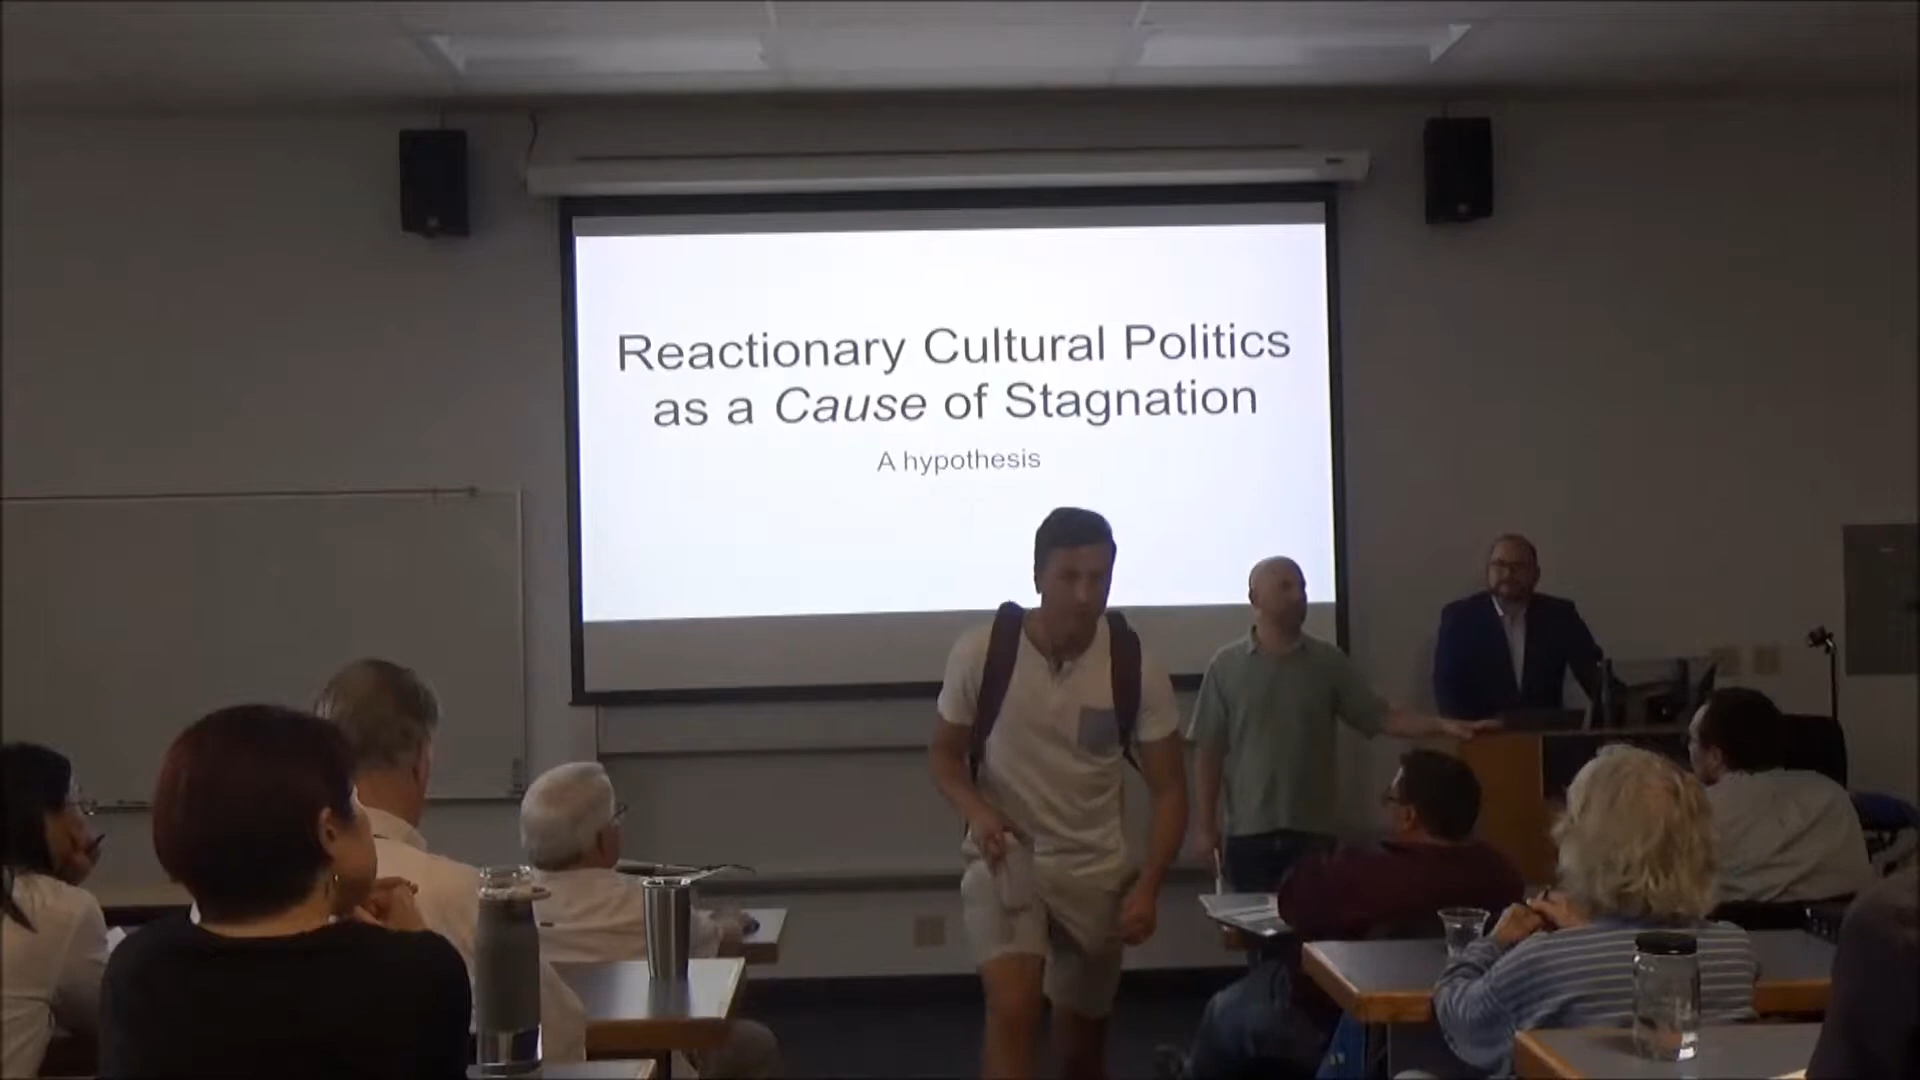 Reactionary Cultural Politics
as a Cause of Stagnation
A hypothesis